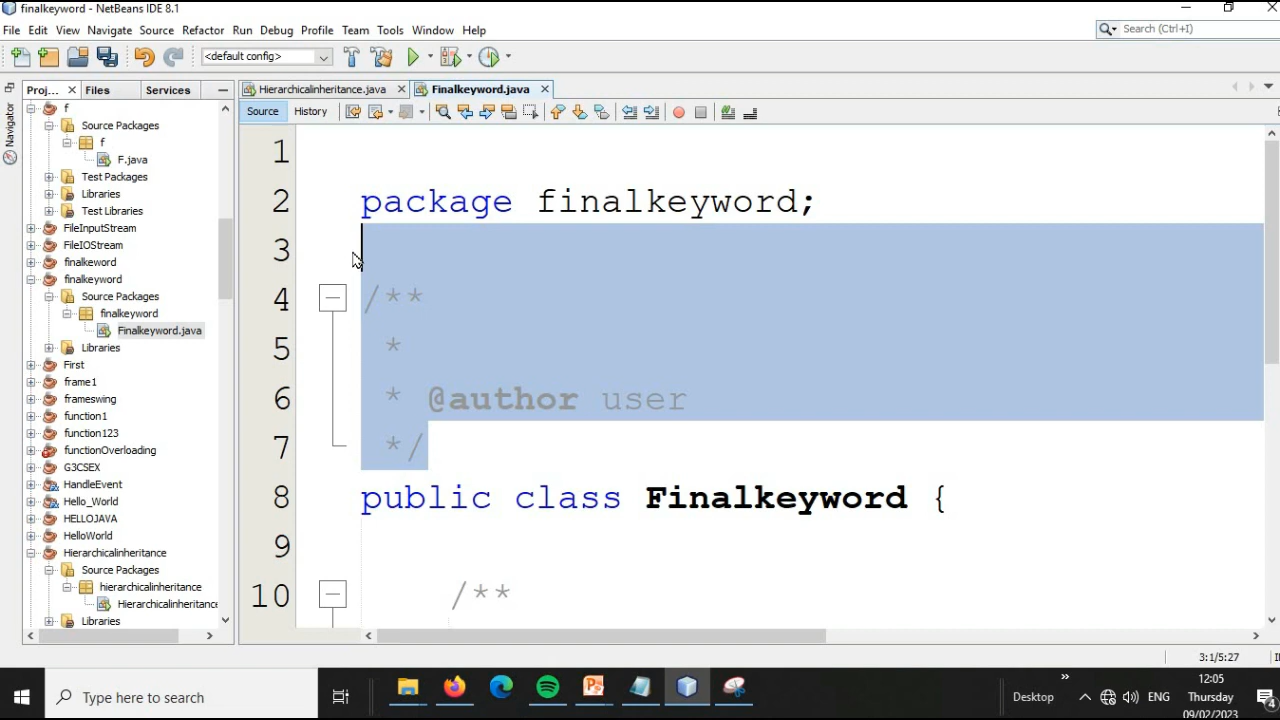 finalkeyword - NetBeans IDE 8.1
File Edit View Navigate Source Refactor Run Debug Profile Team Tools Window Help
Search (Ctrl+I)
<default config>
Proj... Files Services
HierarchicalInheritance.java Finalkeyword.java
Source History
Navigator
f
Source Packages
f
F.java
Test Packages
Libraries
Test Libraries
FileInputStream
FileIOStream
finalkeword
finalkeyword
Source Packages
finalkeyword
Finalkeyword.java
Libraries
First
frame1
frameswing
function1
function123
functionOverloading
G3CSEX
HandleEvent
Hello_World
HELLOJAVA
HelloWorld
HierarchicalInheritance
Source Packages
hierarchicalinheritance
HierarchicalInheritance
Libraries
1
2 package finalkeyword;
3
4 /**
5 *
6 * @author user
7 */
8 public class Finalkeyword {
9
10 /**
3:1/5:27
Type here to search
Desktop
ENG
12:05
Thursday
09/02/2023
4